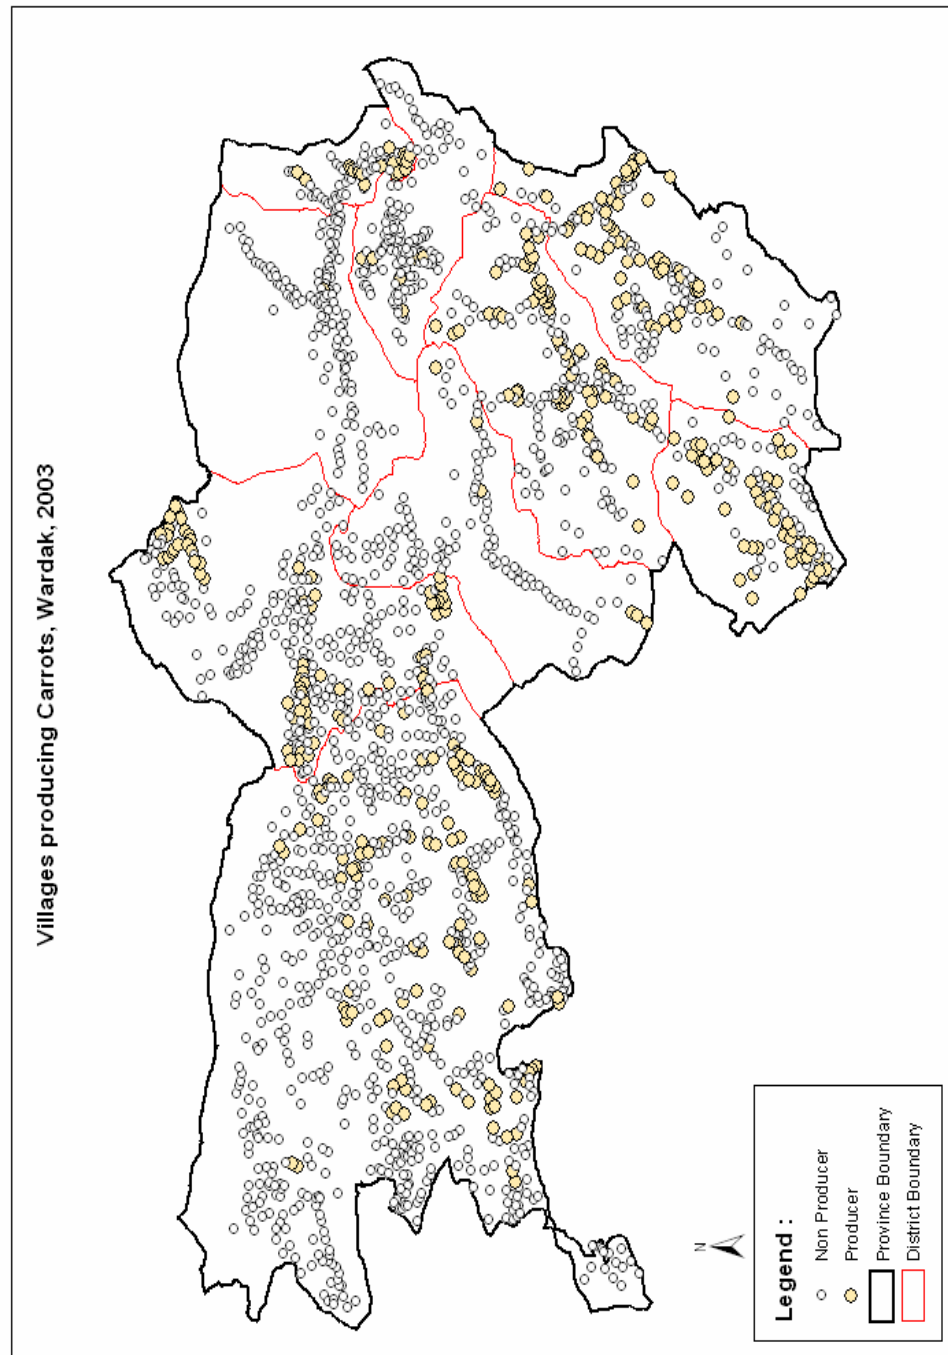 Villages producing Carrots, Wardak, 2003
N
Legend :
Non Producer
Producer
Province Boundary
District Boundary